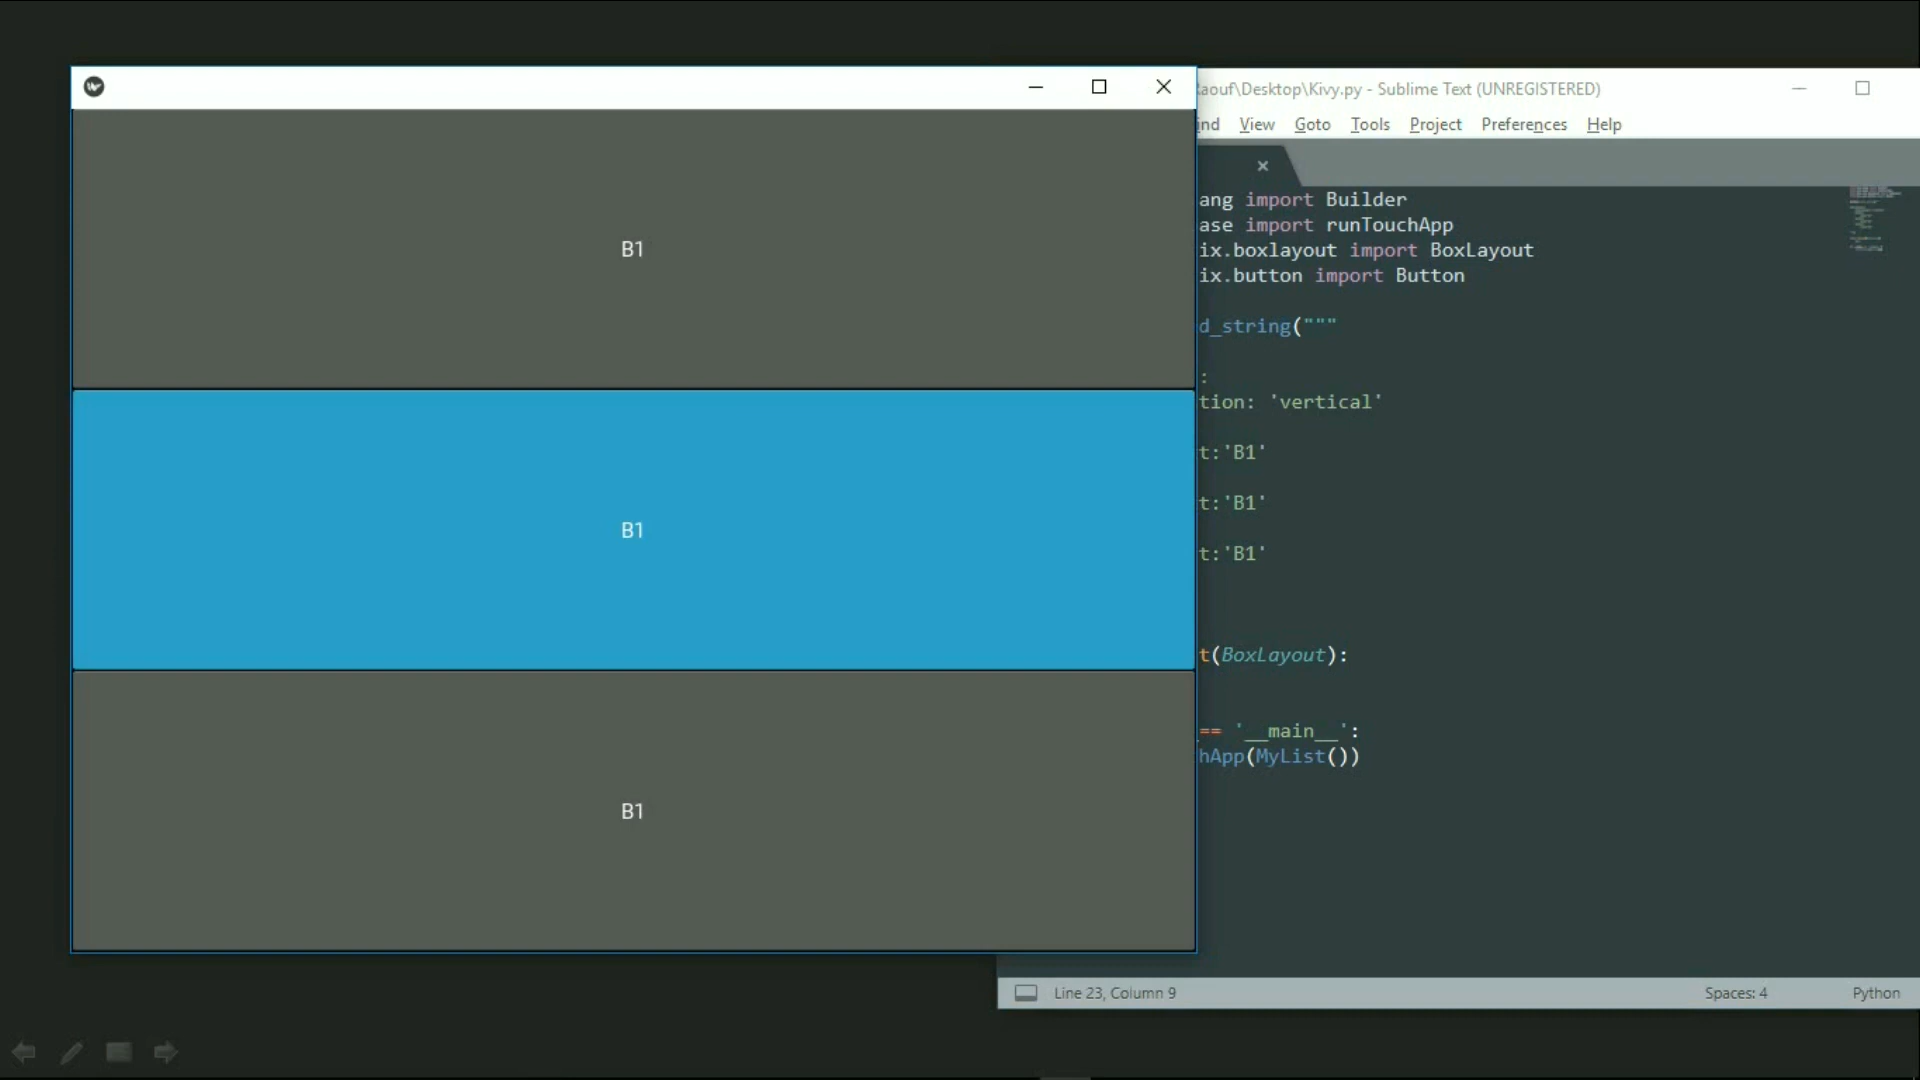 B1
B1
B1
aouf\Desktop\Kivy.py - Sublime Text (UNREGISTERED)
ind View Goto Tools Project Preferences Help
ang import Builder
ase import runTouchApp
ix.boxlayout import BoxLayout
ix.button import Button
d_string("""
:
tion: 'vertical'
t:'B1'
t:'B1'
t:'B1'
t(BoxLayout):
== '__main__':
hApp(MyList())
Line 23, Column 9
Spaces: 4
Python